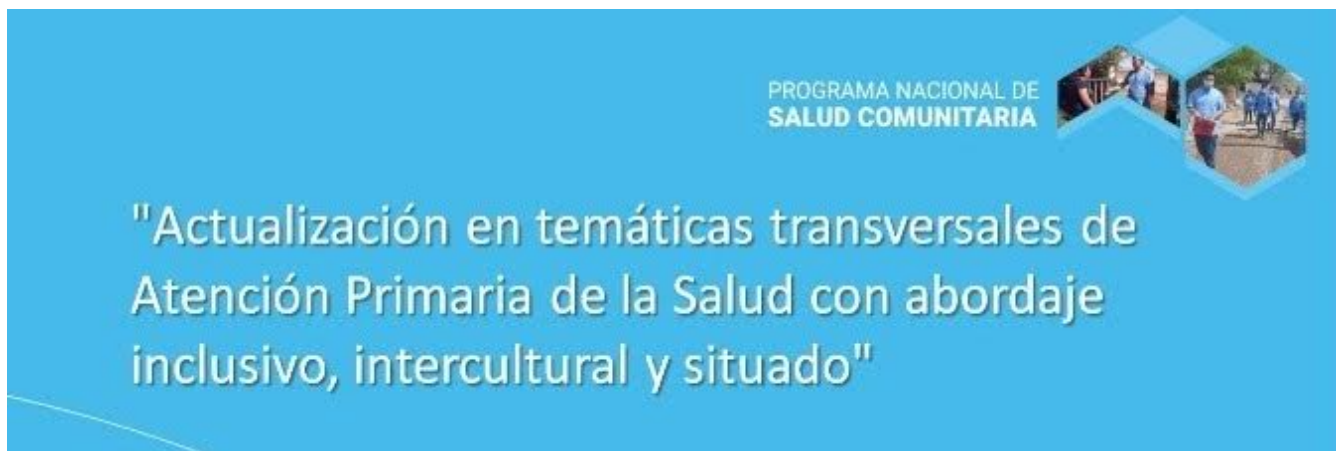 PROGRAMA NACIONAL DE
SALUD COMUNITARIA
"Actualización en temáticas transversales de
Atención Primaria de la Salud con abordaje
inclusivo, intercultural y situado"